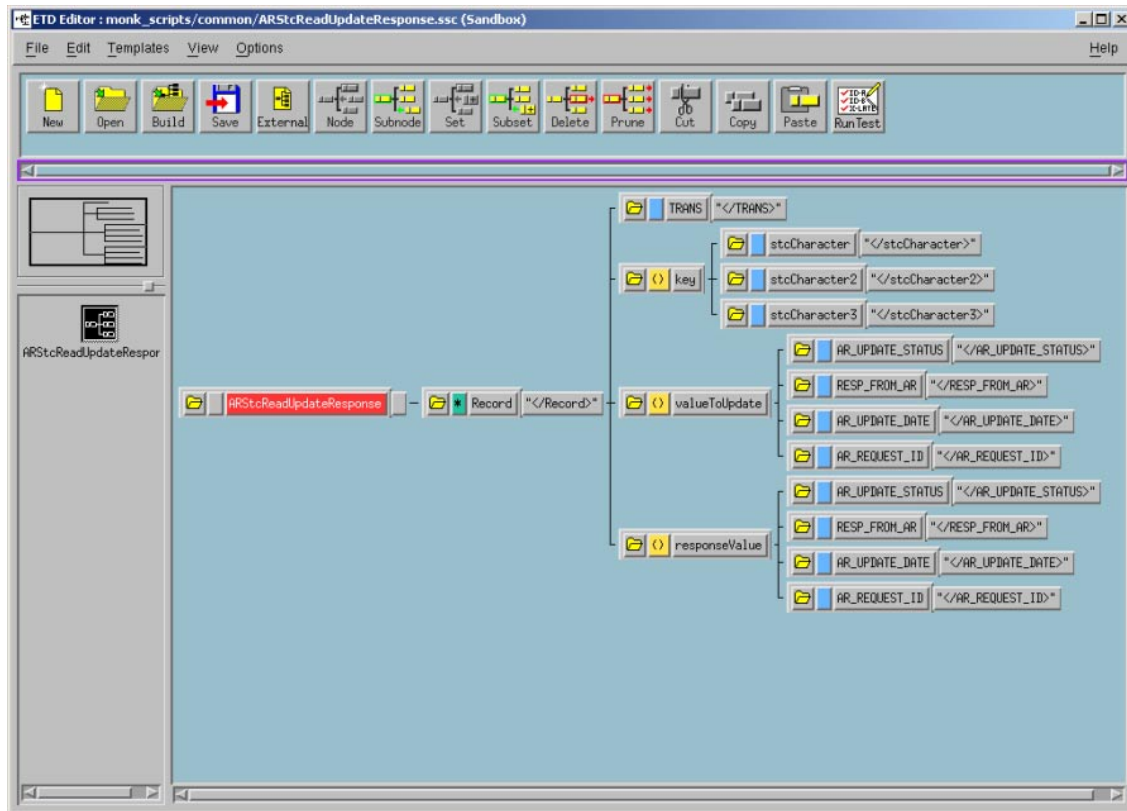 ETD Editor : monk_scripts/common/ARStcReadUpdateResponse.ssc (Sandbox)
File Edit Templates View Options Help
New Open Build Save External Node Subnode Set Subset Delete Prune Cut Copy Paste RunTest
TRANS "</TRANS>"
stcCharacter "</stcCharacter>"
key stcCharacter2 "</stcCharacter2>"
stcCharacter3 "</stcCharacter3>"
ARStcReadUpdateRespor
AR_UPDATE_STATUS "</AR_UPDATE_STATUS>"
RESP_FROM_AR "</RESP_FROM_AR>"
ARStcReadUpdateResponse Record "</Record>" valueToUpdate
AR_UPDATE_DATE "</AR_UPDATE_DATE>"
AR_REQUEST_ID "</AR_REQUEST_ID>"
AR_UPDATE_STATUS "</AR_UPDATE_STATUS>"
RESP_FROM_AR "</RESP_FROM_AR>"
responseValue
AR_UPDATE_DATE "</AR_UPDATE_DATE>"
AR_REQUEST_ID "</AR_REQUEST_ID>"